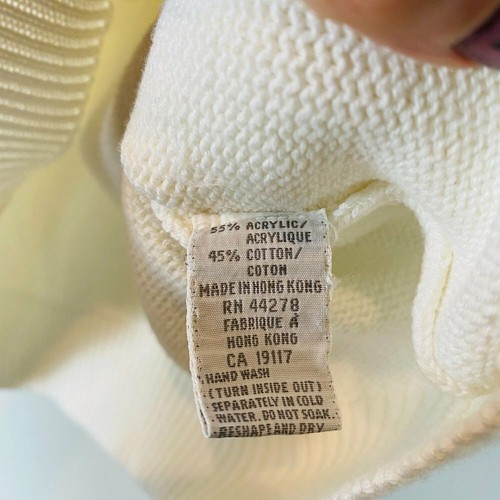 55% ACRYLIC/
ACRYLIQUE
45% COTTON/
COTON
MADE IN HONG KONG
RN 44278
FABRIQUE À
HONG KONG
CA 19117
HAND WASH
(TURN INSIDE OUT)
SEPARATELY IN COLD
WATER. DO NOT SOAK.
RESHAPE AND DRY